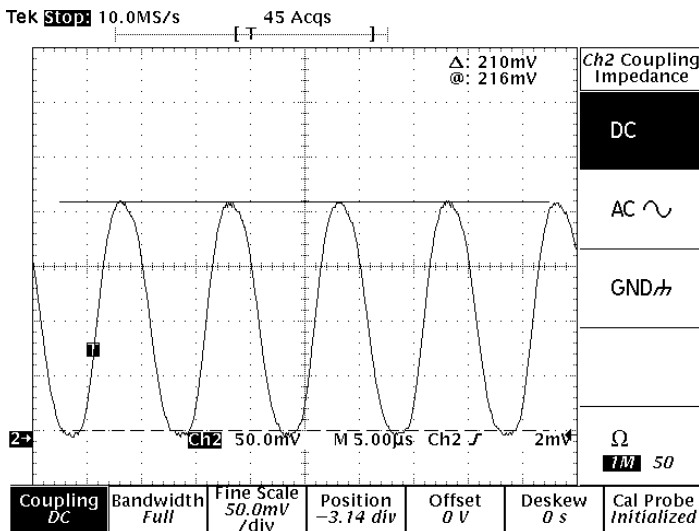 Tek Stop: 10.0MS/s 45 Acqs
[ T ]
Δ: 210mV
@: 216mV
Ch2 Coupling
Impedance
DC
AC
GND
T
2→ Ch2 50.0mV M 5.00µs Ch2 2mV
Ω
1M 50
Coupling
DC
Bandwidth
Full
Fine Scale
50.0mV
/div
Position
−3.14 div
Offset
0 V
Deskew
0 s
Cal Probe
Initialized